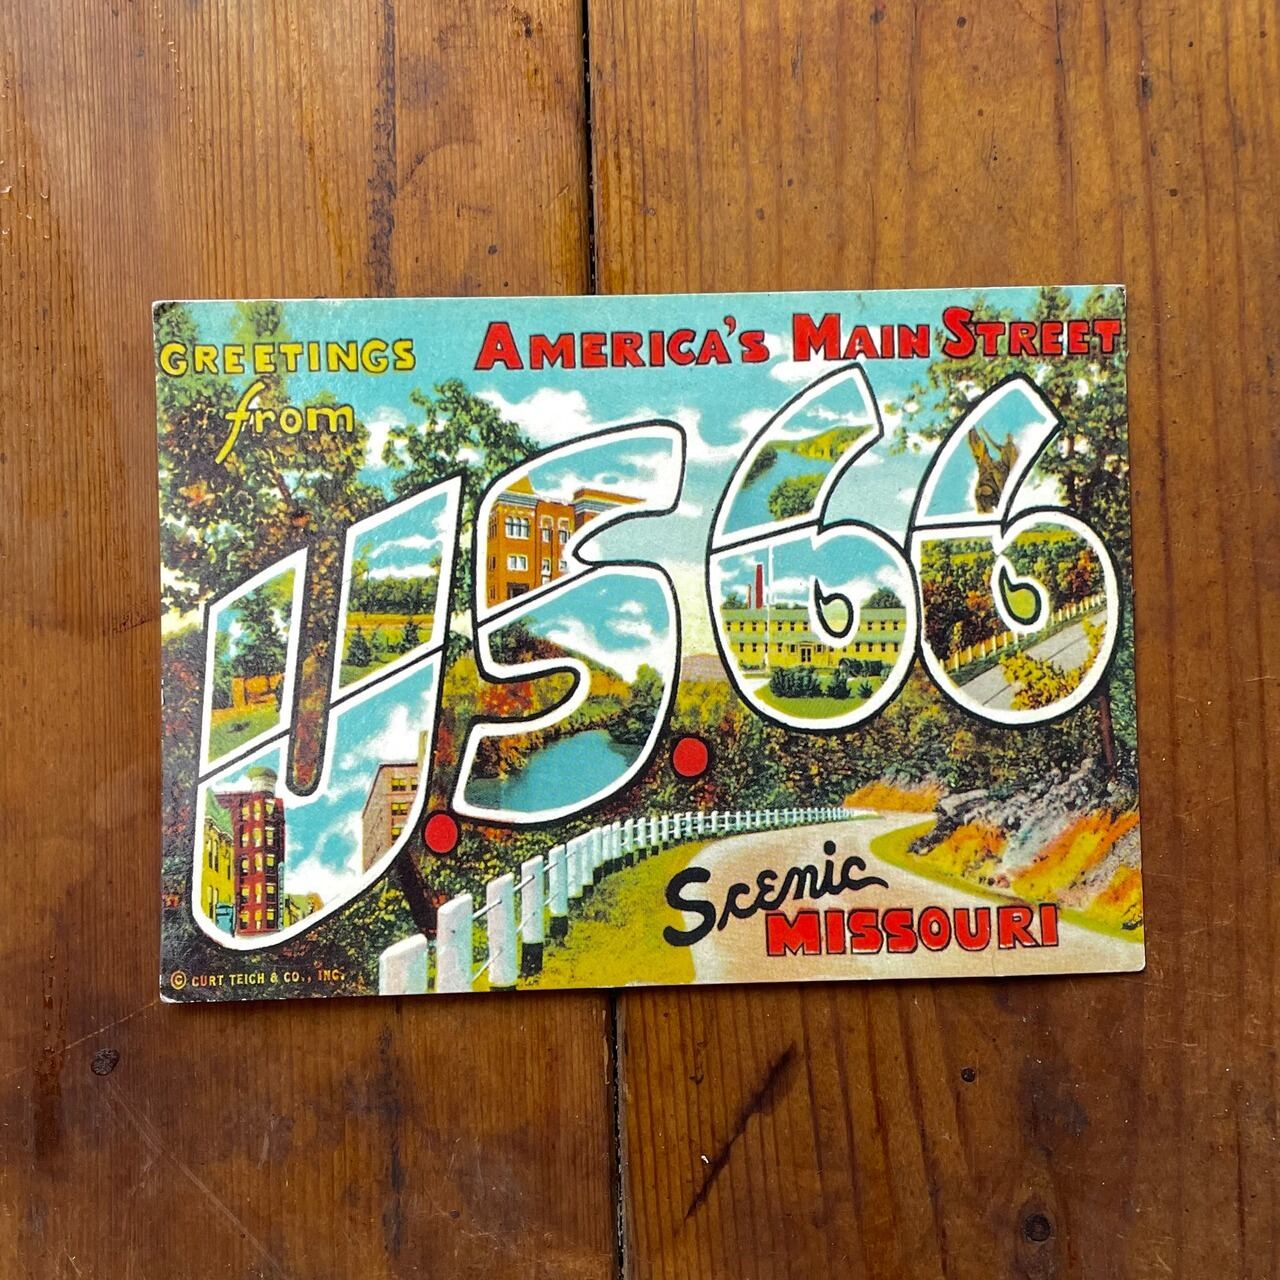 GREETINGS
from
AMERICA'S MAIN STREET
U.S. 66
Scenic
MISSOURI
© CURT TEICH & CO., INC.